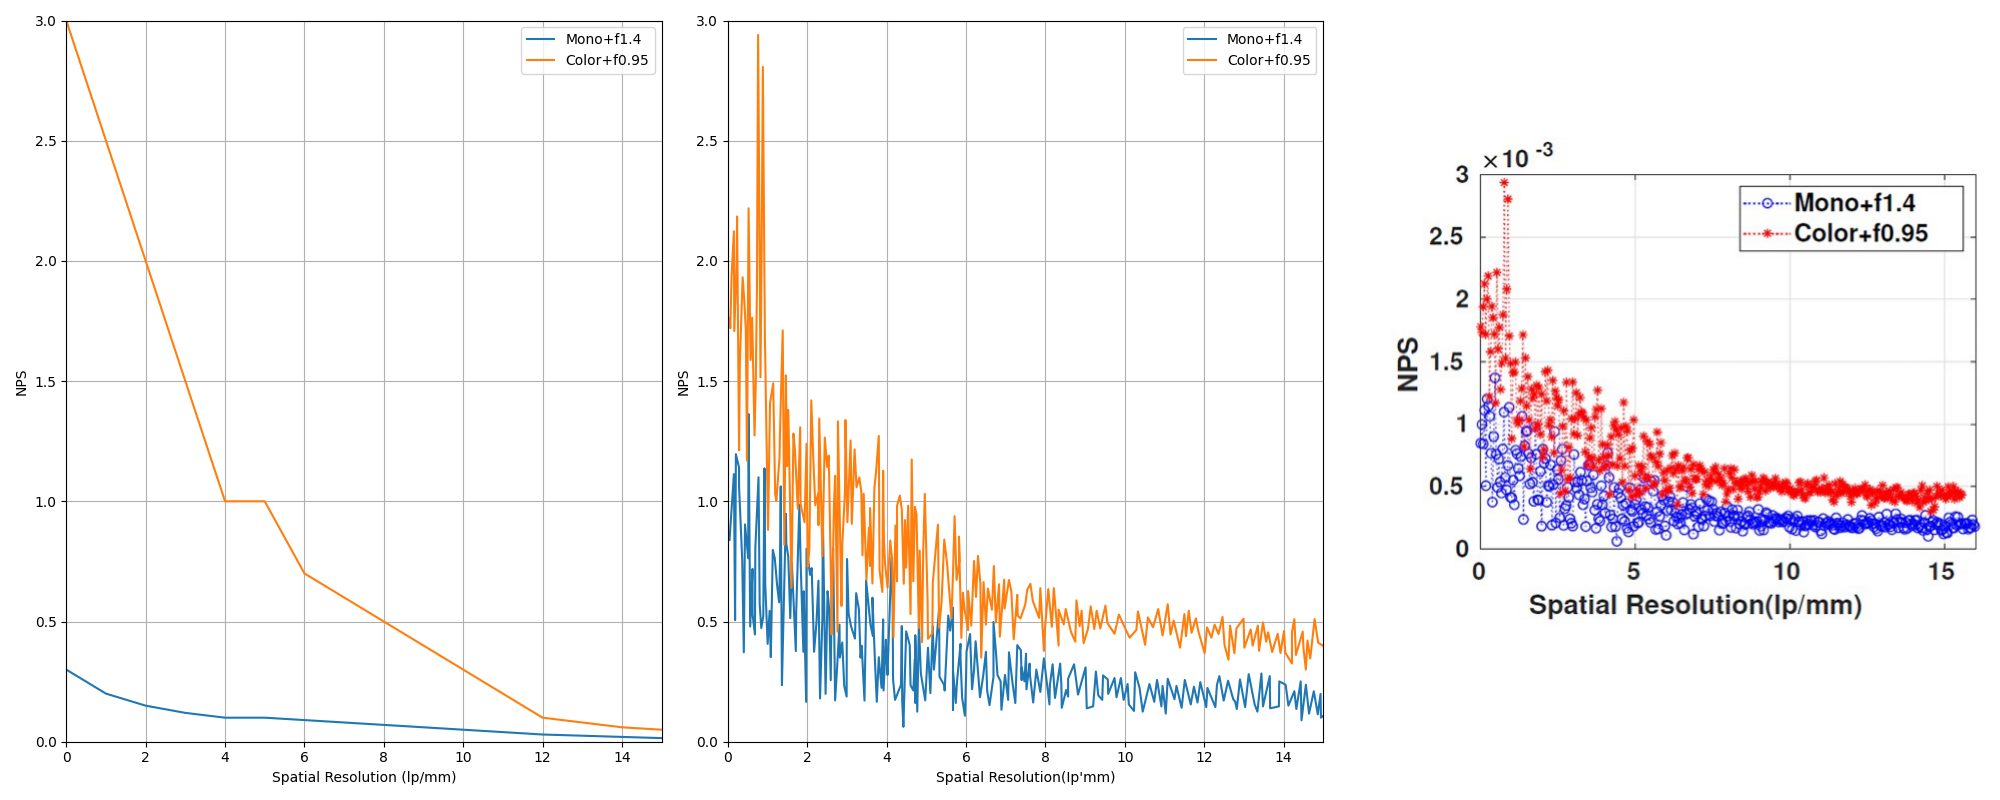 3.0
2.5
2.0
1.5
1.0
0.5
0.0
NPS
0 2 4 6 8 10 12 14
Spatial Resolution (lp/mm)
Mono+f1.4
Color+f0.95
3.0
2.5
2.0
1.5
1.0
0.5
0.0
NPS
0 2 4 6 8 10 12 14
Spatial Resolution(Ip'mm)
Mono+f1.4
Color+f0.95
×10 -3
3
2.5
2
1.5
1
0.5
0
NPS
0 5 10 15
Spatial Resolution(lp/mm)
Mono+f1.4
Color+f0.95